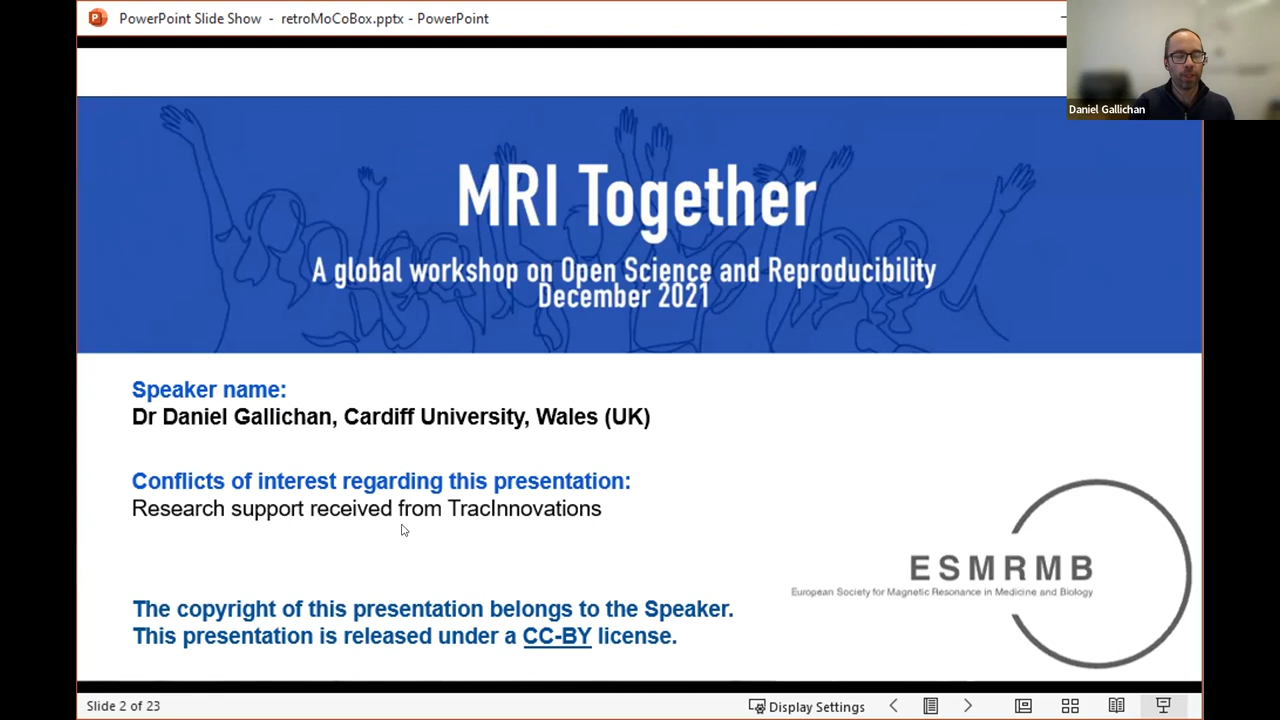 PowerPoint Slide Show - retroMoCoBox.pptx - PowerPoint
Daniel Gallichan
MRI Together
A global workshop on Open Science and Reproducibility
December 2021
Speaker name:
Dr Daniel Gallichan, Cardiff University, Wales (UK)
Conflicts of interest regarding this presentation:
Research support received from TracInnovations
ESMRMB
European Society for Magnetic Resonance in Medicine and Biology
The copyright of this presentation belongs to the Speaker.
This presentation is released under a CC-BY license.
Slide 2 of 23
Display Settings